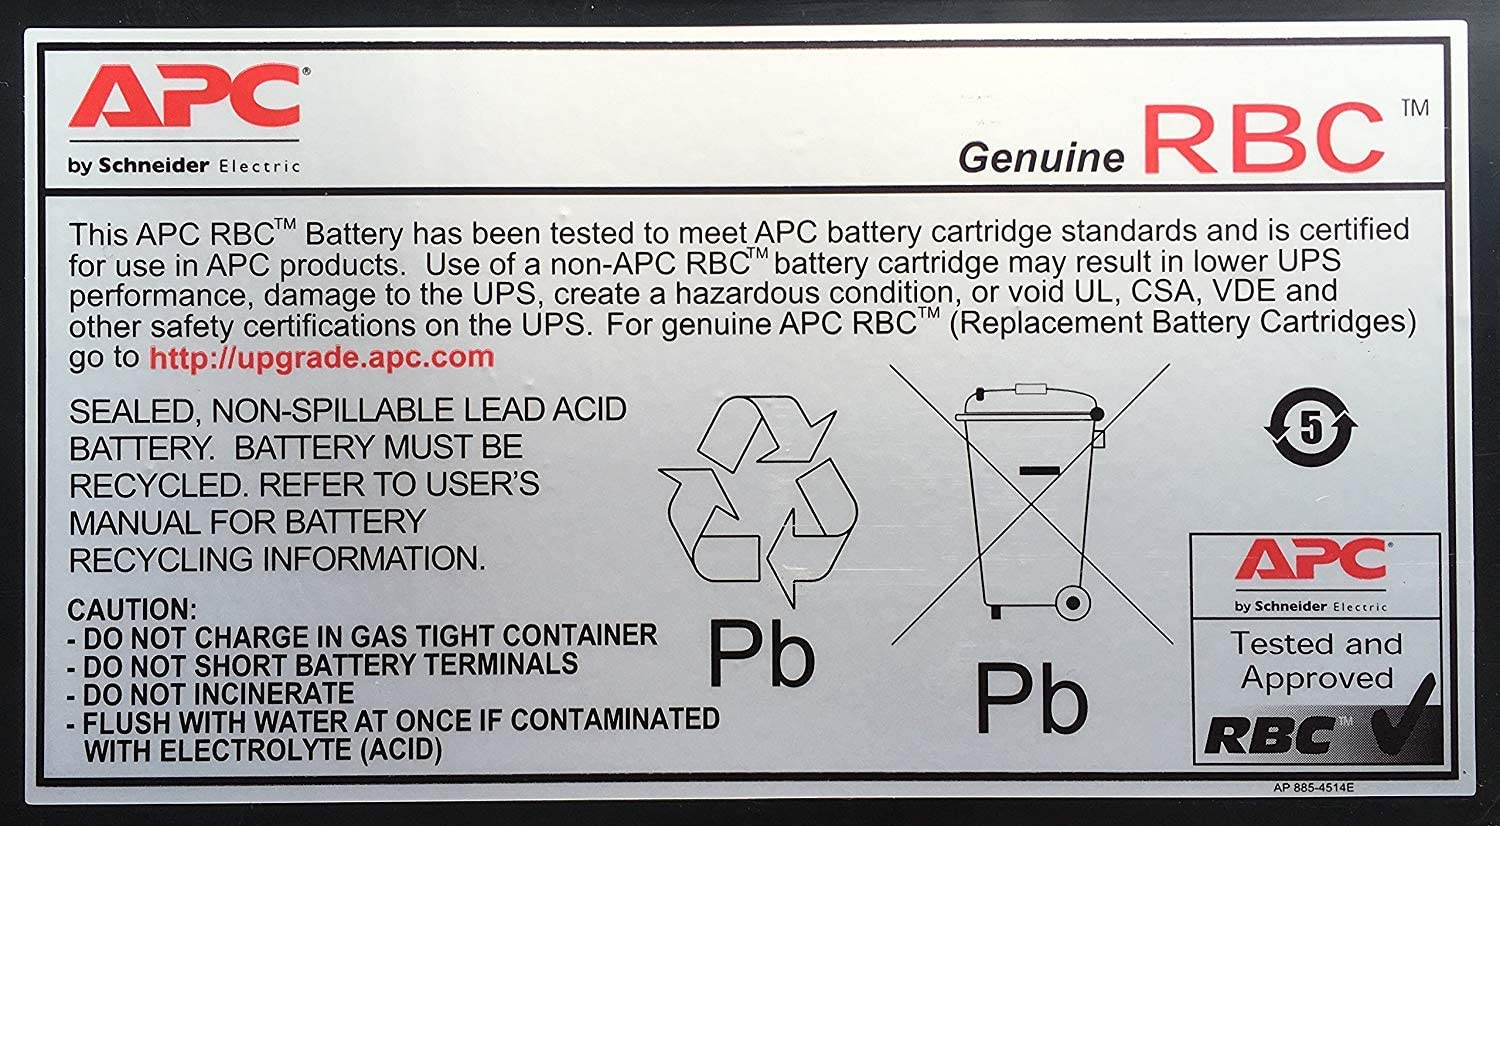 APC®
by Schneider Electric
Genuine RBC™
This APC RBC™ Battery has been tested to meet APC battery cartridge standards and is certified
for use in APC products.  Use of a non-APC RBC™ battery cartridge may result in lower UPS
performance, damage to the UPS, create a hazardous condition, or void UL, CSA, VDE and
other safety certifications on the UPS.  For genuine APC RBC™ (Replacement Battery Cartridges)
go to http://upgrade.apc.com
SEALED, NON-SPILLABLE LEAD ACID
BATTERY.  BATTERY MUST BE
RECYCLED. REFER TO USER'S
MANUAL FOR BATTERY
RECYCLING INFORMATION.
CAUTION:
- DO NOT CHARGE IN GAS TIGHT CONTAINER
- DO NOT SHORT BATTERY TERMINALS
- DO NOT INCINERATE
- FLUSH WITH WATER AT ONCE IF CONTAMINATED
WITH ELECTROLYTE (ACID)
Pb
Pb
5
APC®
by Schneider Electric
Tested and
Approved
RBC™
AP 885-4514E